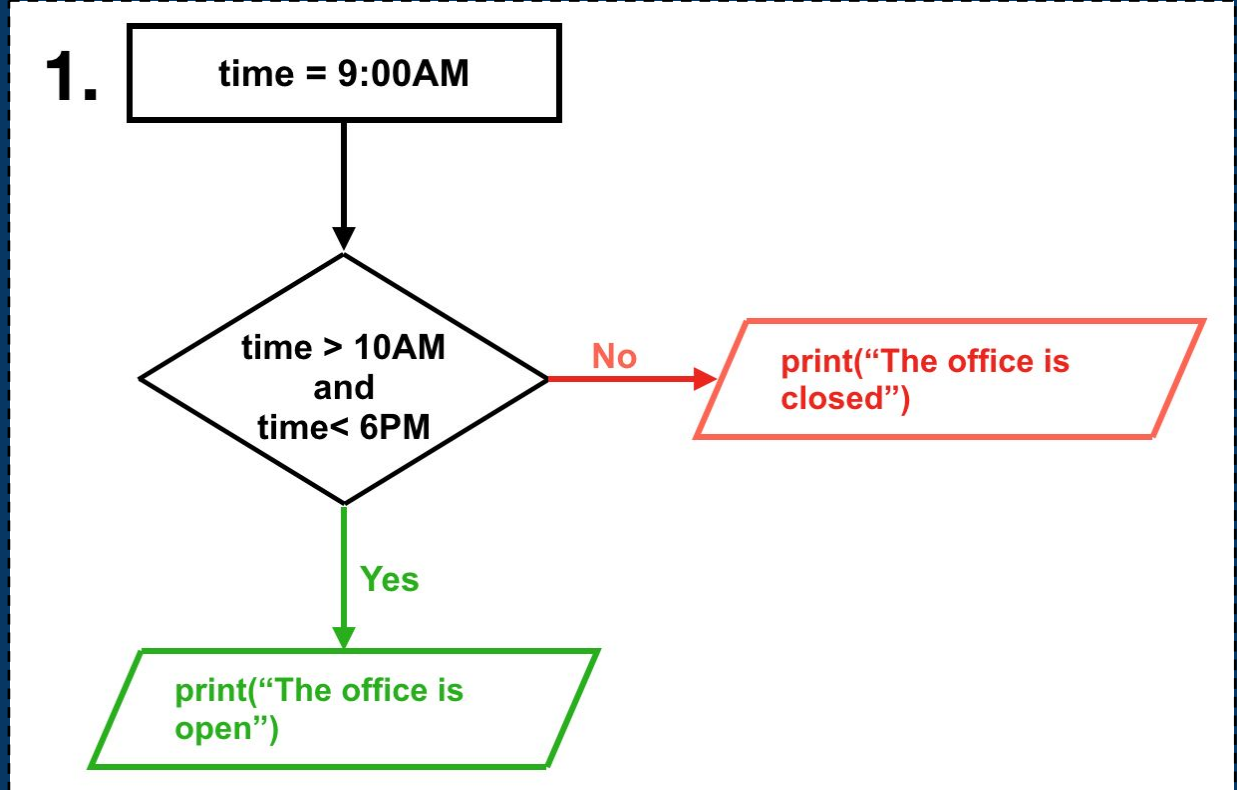 1.
time = 9:00AM
time > 10AM
and
time< 6PM
No
print(“The office is
closed”)
Yes
print(“The office is
open”)